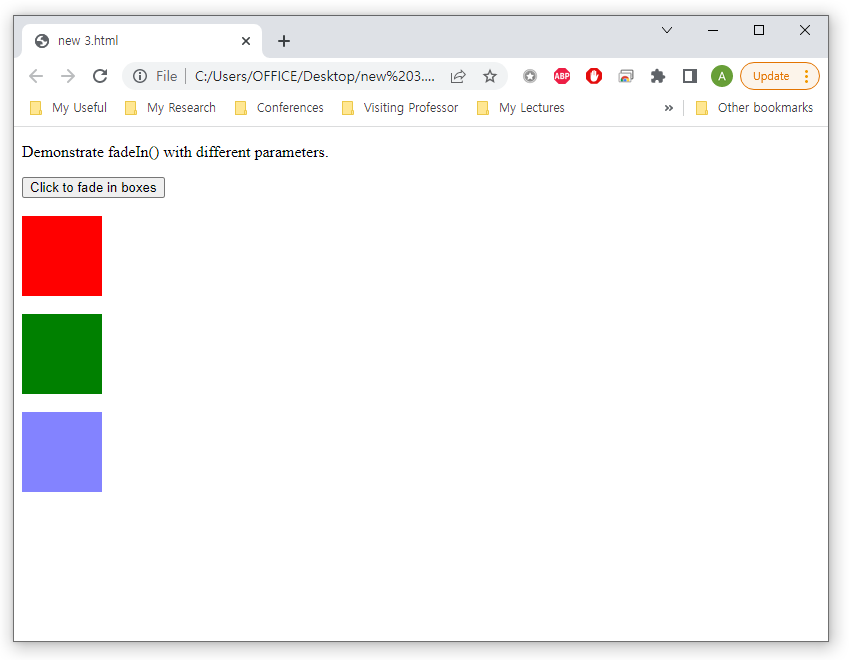 new 3.html
File C:/Users/OFFICE/Desktop/new%203.... ABP A Update
My Useful My Research Conferences Visiting Professor My Lectures » Other bookmarks
Demonstrate fadeIn() with different parameters.
Click to fade in boxes